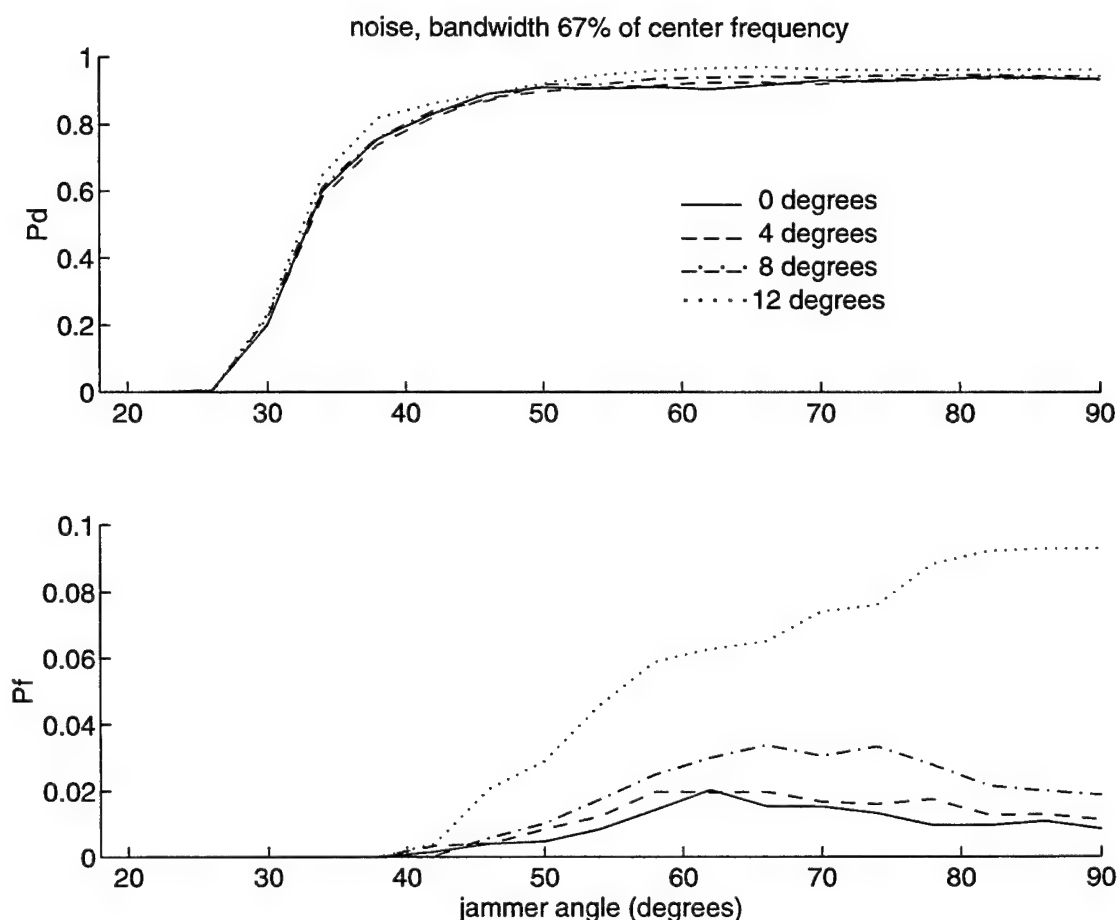 noise, bandwidth 67% of center frequency
1
0.8
0.6
0.4
0.2
0
Pd
0 degrees
4 degrees
8 degrees
12 degrees
20 30 40 50 60 70 80 90
0.1
0.08
0.06
0.04
0.02
0
Pf
20 30 40 50 60 70 80 90
jammer angle (degrees)